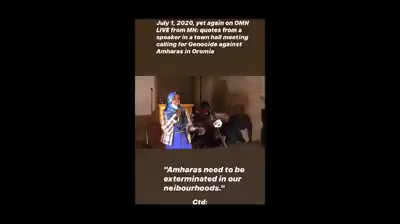 July 1, 2020, yet again on OMN
LIVE from MN: quotes from a
speaker in a town hall meeting
calling for Genocide against
Amharas in Oromia
"Amharas need to be
exterminated in our
neibourhoods."
Ctd: